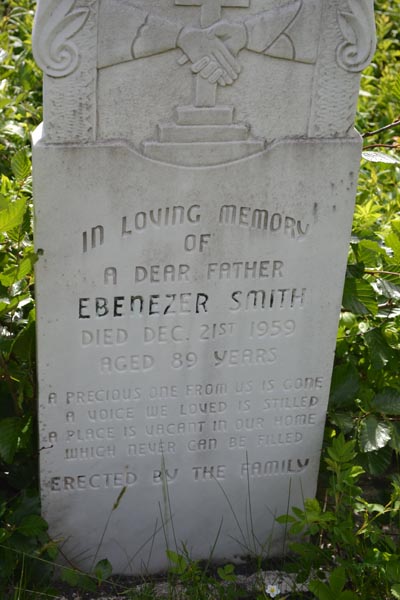 IN LOVING MEMORY
OF
A DEAR FATHER
EBENEZER SMITH
DIED DEC. 21ST 1959
AGED 89 YEARS
A PRECIOUS ONE FROM US IS GONE
A VOICE WE LOVED IS STILLED
A PLACE IS VACANT IN OUR HOME
WHICH NEVER CAN BE FILLED
ERECTED BY THE FAMILY